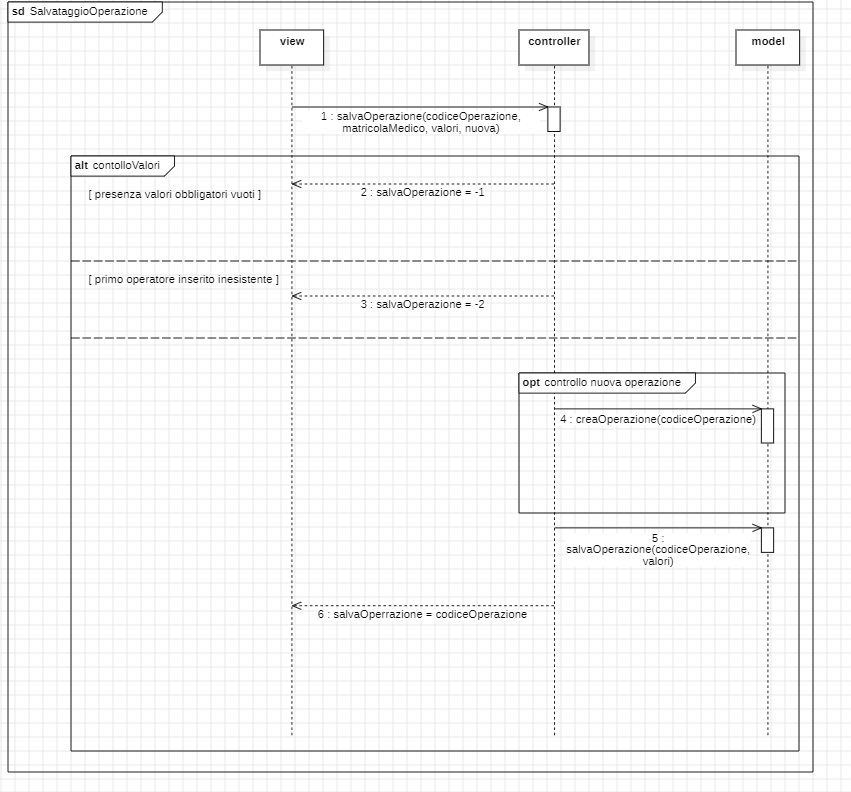 sd SalvataggioOperazione
view
controller
model
1 : salvaOperazione(codiceOperazione,
matricolaMedico, valori, nuova)
alt contolloValori
[ presenza valori obbligatori vuoti ]
2 : salvaOperazione = -1
[ primo operatore inserito inesistente ]
3 : salvaOperazione = -2
opt controllo nuova operazione
4 : creaOperazione(codiceOperazione)
5 :
salvaOperazione(codiceOperazione,
valori)
6 : salvaOperrazione = codiceOperazione